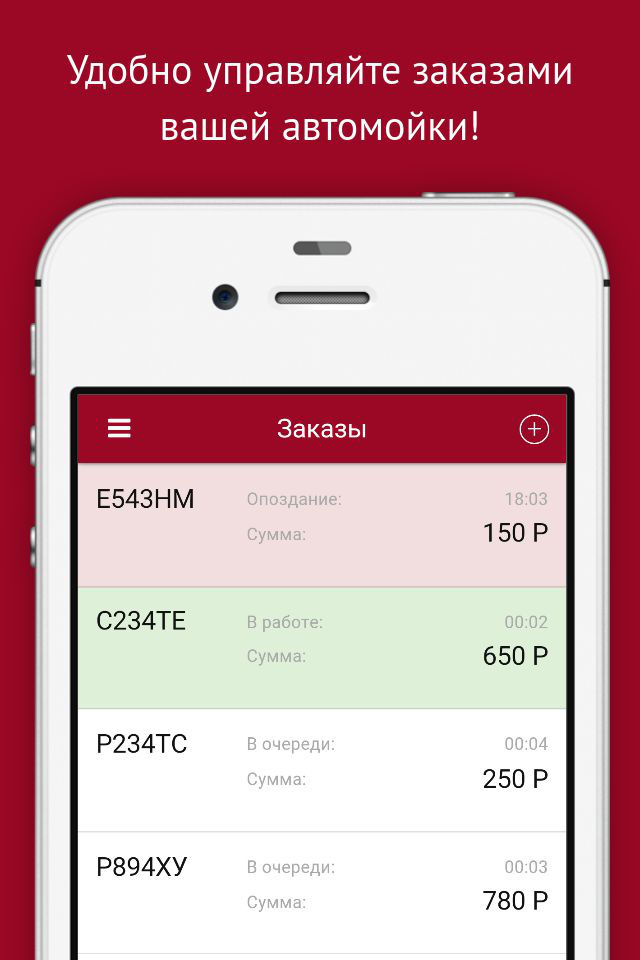 Удобно управляйте заказами
вашей автомойки!
Заказы
Е543НМ Опоздание: 18:03
Сумма: 150 Р
С234ТЕ В работе: 00:02
Сумма: 650 Р
Р234ТС В очереди: 00:04
Сумма: 250 Р
Р894ХУ В очереди: 00:03
Сумма: 780 Р